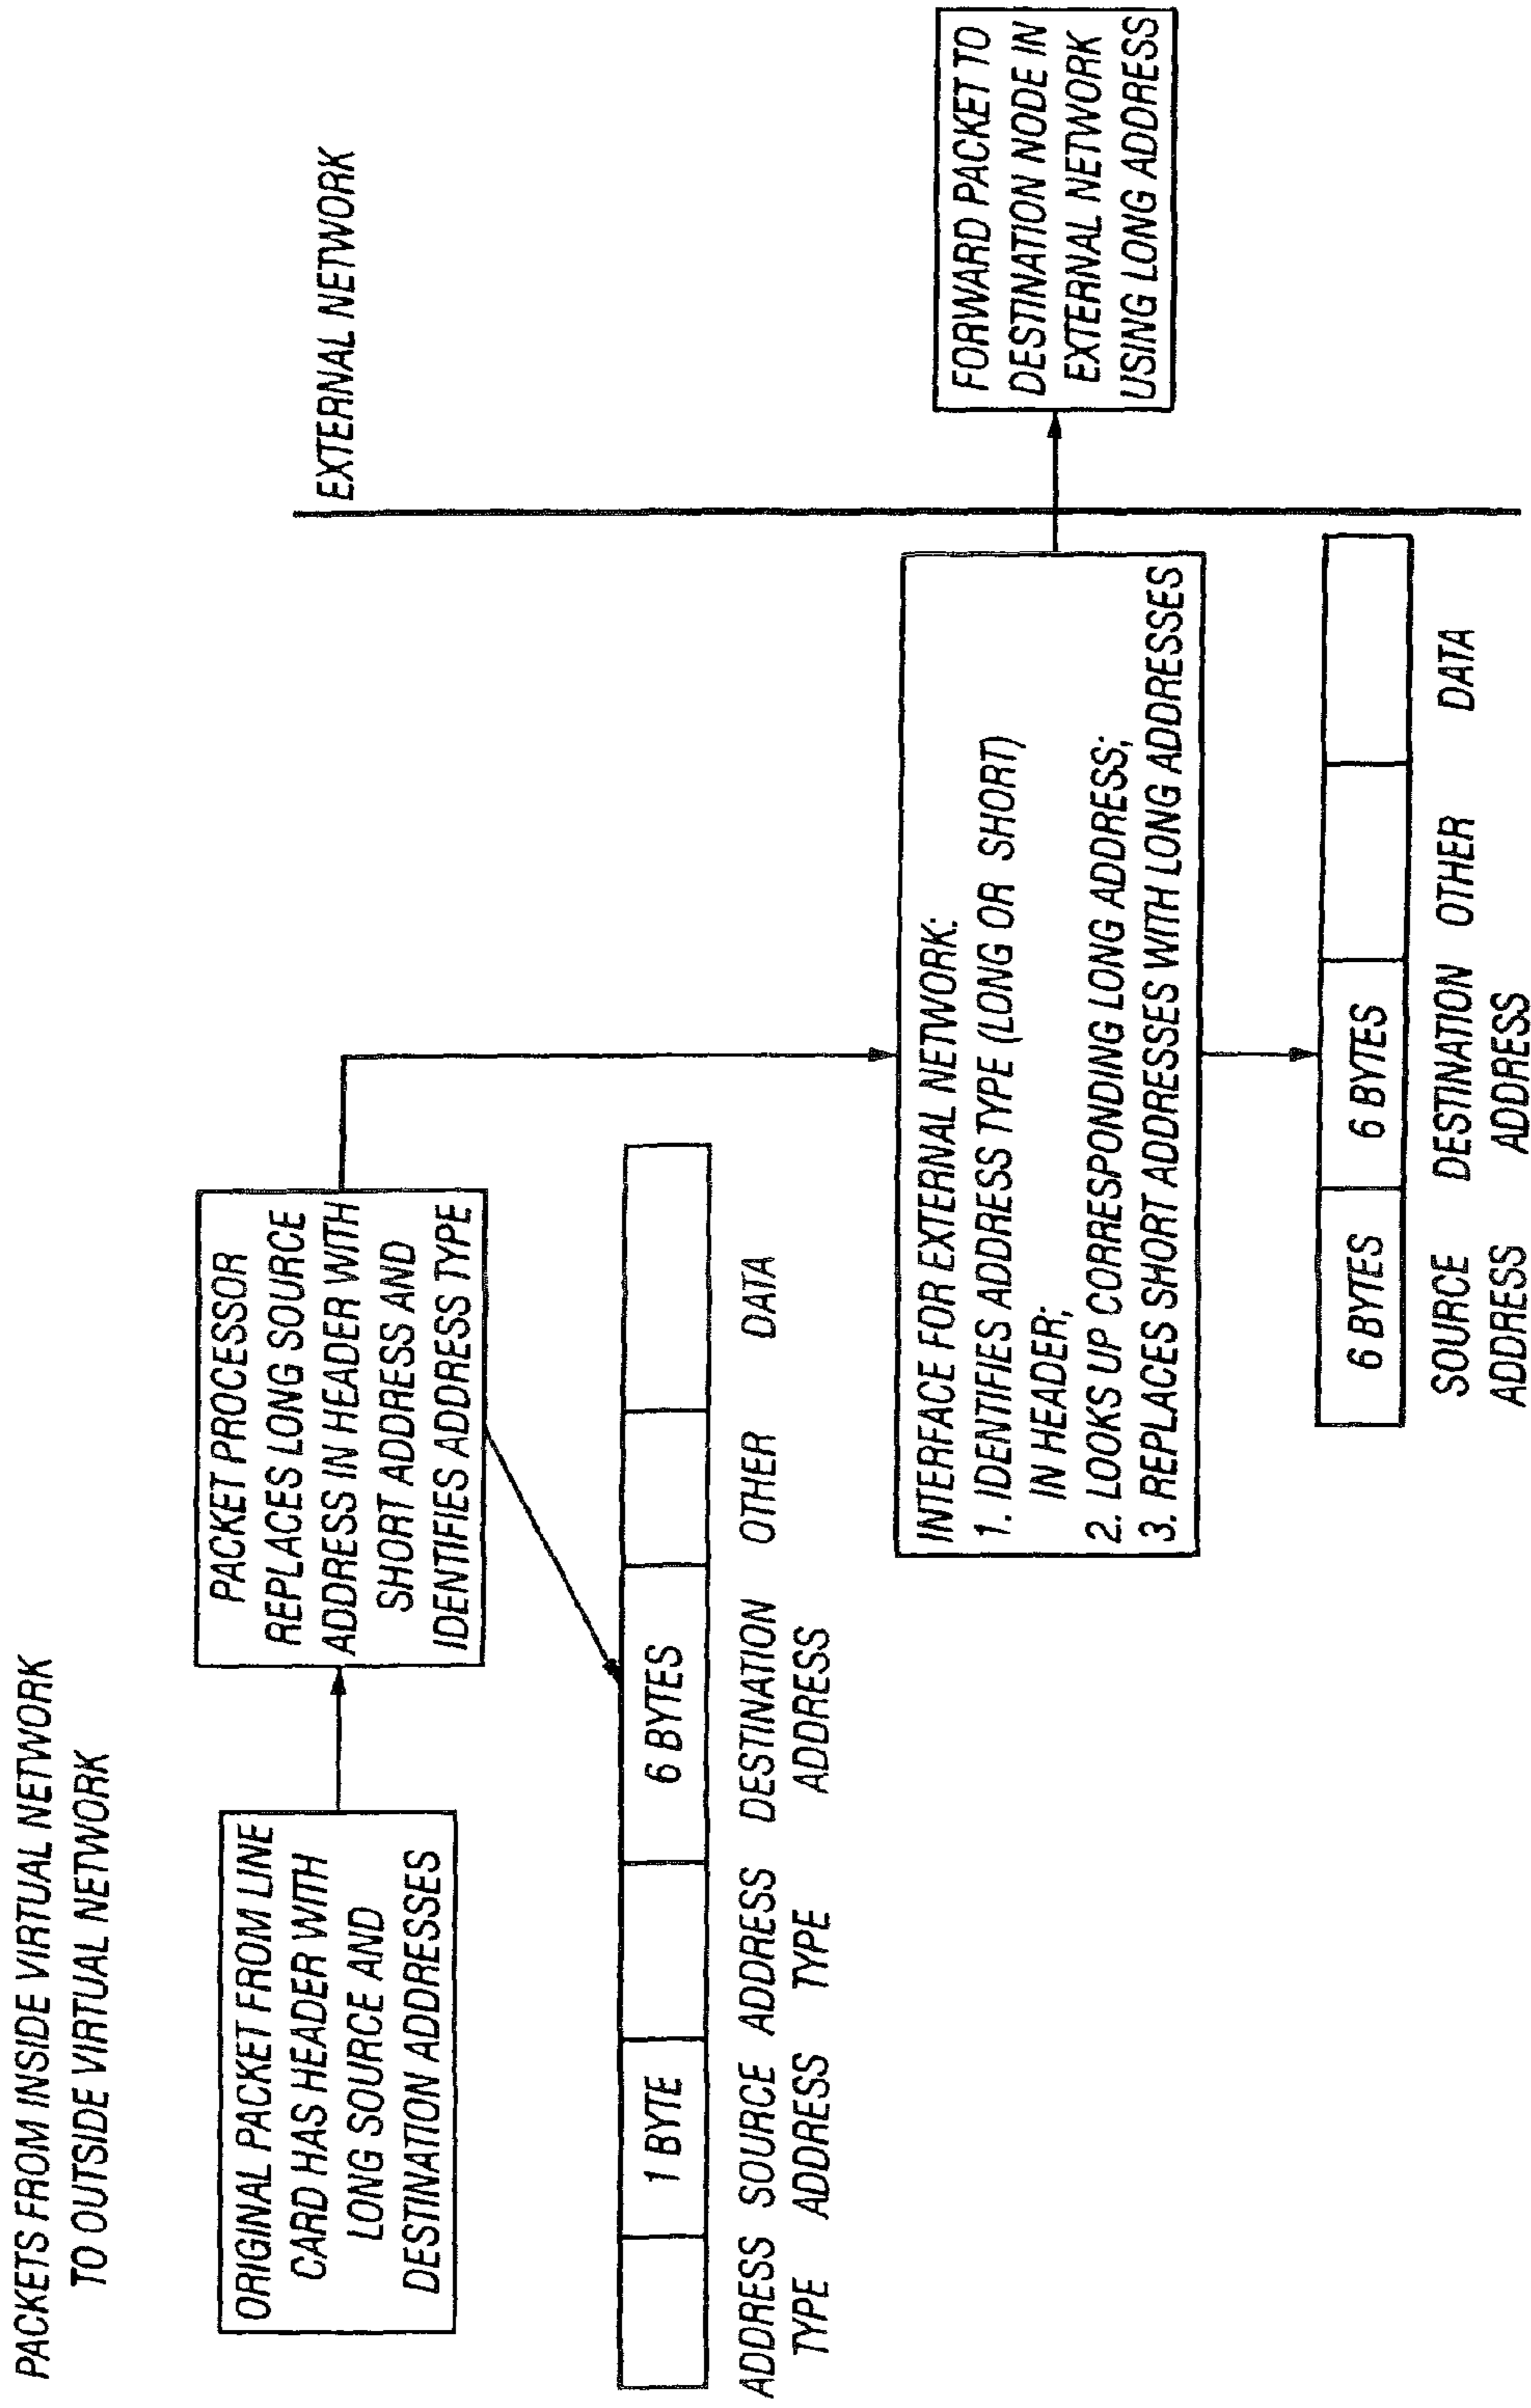 PACKETS FROM INSIDE VIRTUAL NETWORK
TO OUTSIDE VIRTUAL NETWORK
EXTERNAL NETWORK
ORIGINAL PACKET FROM LINE
CARD HAS HEADER WITH
LONG SOURCE AND
DESTINATION ADDRESSES
PACKET PROCESSOR
REPLACES LONG SOURCE
ADDRESS IN HEADER WITH
SHORT ADDRESS AND
IDENTIFIES ADDRESS TYPE
1 BYTE 6 BYTES
ADDRESS SOURCE ADDRESS DESTINATION OTHER DATA
TYPE ADDRESS TYPE ADDRESS
INTERFACE FOR EXTERNAL NETWORK:
1. IDENTIFIES ADDRESS TYPE (LONG OR SHORT)
IN HEADER;
2. LOOKS UP CORRESPONDING LONG ADDRESS;
3. REPLACES SHORT ADDRESSES WITH LONG ADDRESSES
FORWARD PACKET TO
DESTINATION NODE IN
EXTERNAL NETWORK
USING LONG ADDRESS
6 BYTES 6 BYTES
SOURCE DESTINATION OTHER DATA
ADDRESS ADDRESS